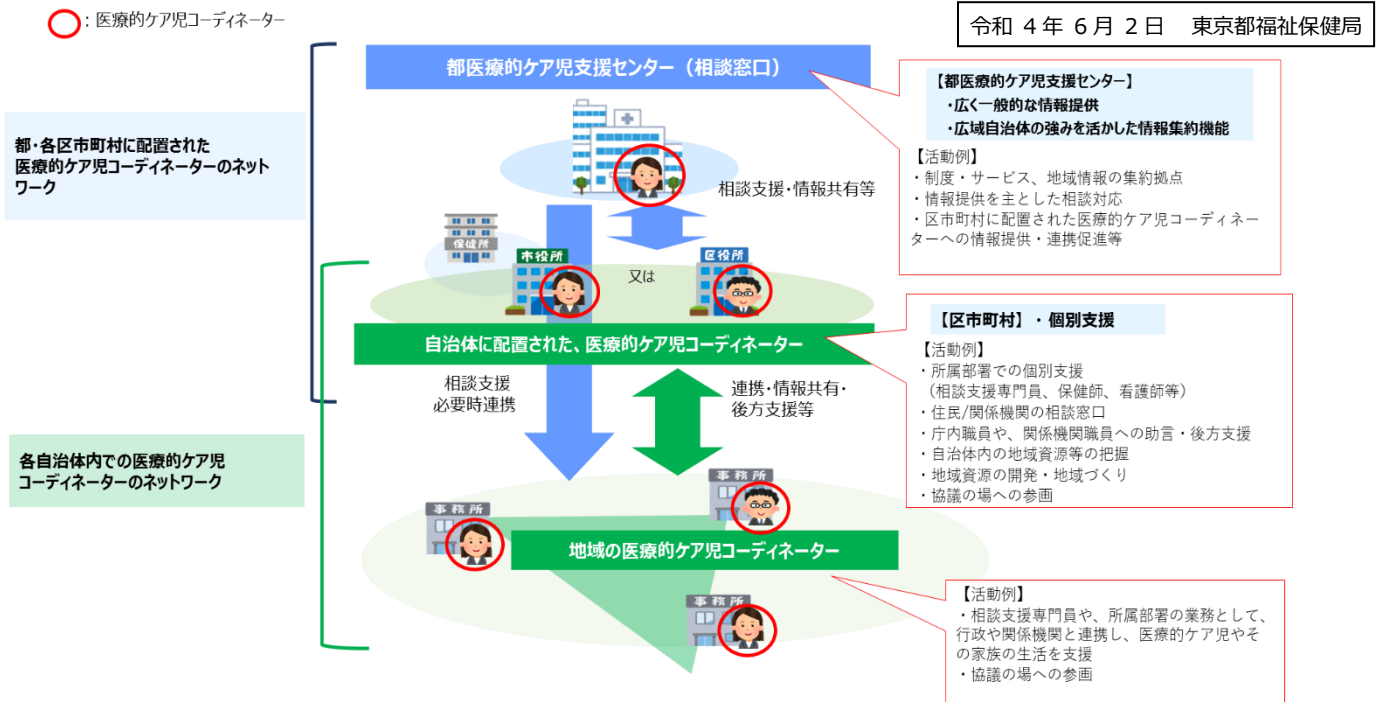 ：医療的ケア児コーディネーター
令和 4年 6月 2日　東京都福祉保健局
都医療的ケア児支援センター（相談窓口）
都・各区市町村に配置された
医療的ケア児コーディネーターのネット
ワーク
相談支援・情報共有等
保健所
市役所
又は
区役所
自治体に配置された、医療的ケア児コーディネーター
相談支援
必要時連携
連携・情報共有・
後方支援等
各自治体内での医療的ケア児
コーディネーターのネットワーク
事務所
事務所
地域の医療的ケア児コーディネーター
事務所
【都医療的ケア児支援センター】
・広く一般的な情報提供
・広域自治体の強みを活かした情報集約機能
【活動例】
・制度・サービス、地域情報の集約拠点
・情報提供を主とした相談対応
・区市町村に配置された医療的ケア児コーディネー
ターへの情報提供・連携促進等
【区市町村】・個別支援
【活動例】
・所属部署での個別支援
（相談支援専門員、保健師、看護師等）
・住民/関係機関の相談窓口
・庁内職員や、関係機関職員への助言・後方支援
・自治体内の地域資源等の把握
・地域資源の開発・地域づくり
・協議の場への参画
【活動例】
・相談支援専門員や、所属部署の業務として、
行政や関係機関と連携し、医療的ケア児やそ
の家族の生活を支援
・協議の場への参画